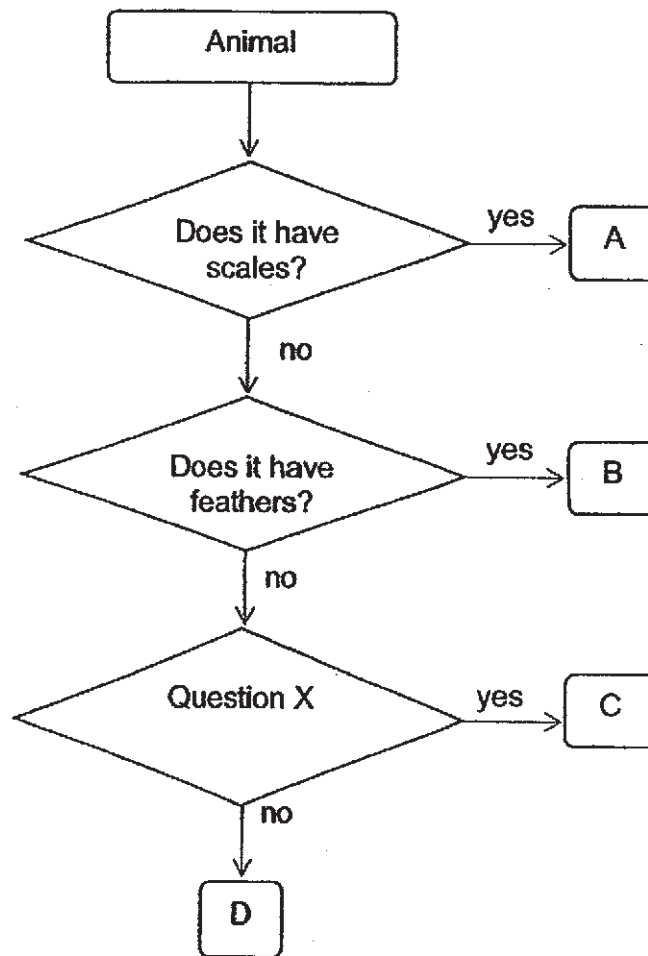 Animal
Does it have
scales?
yes
A
no
Does it have
feathers?
yes
B
no
Question X
yes
C
no
D